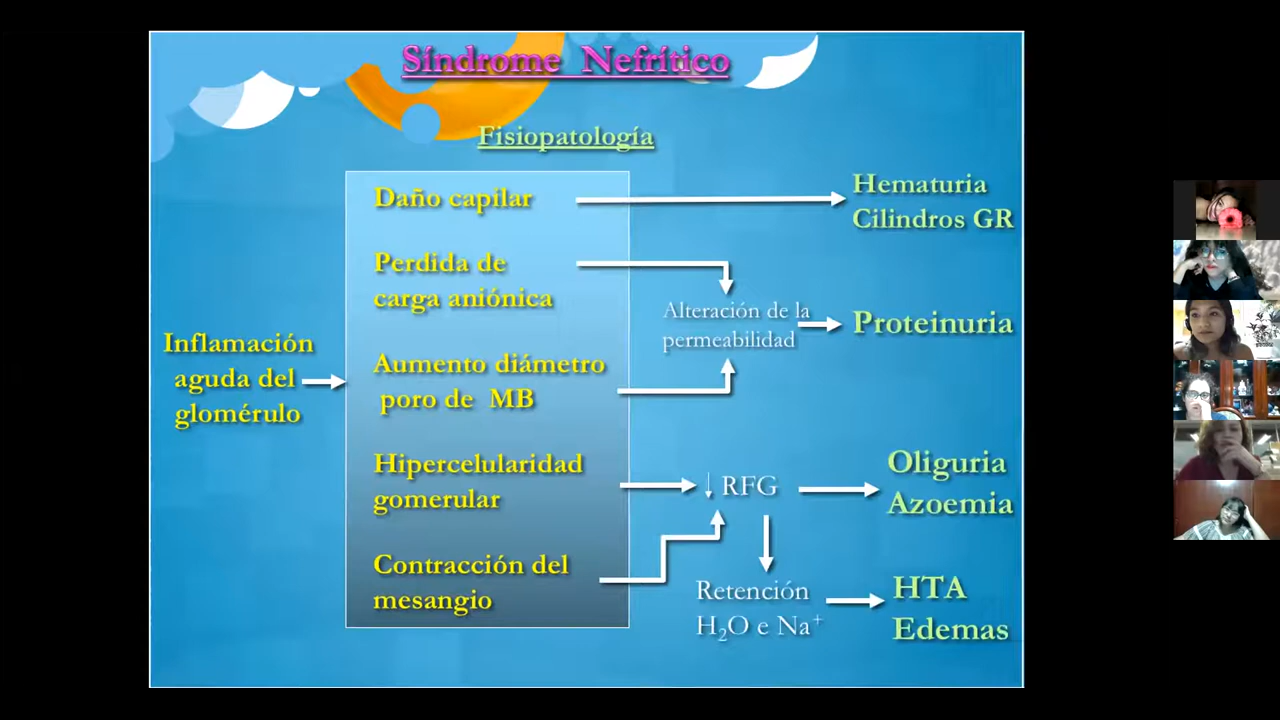 Síndrome Nefrítico
Fisiopatología
Inflamación
aguda del
glomérulo
Daño capilar
Perdida de
carga aniónica
Aumento diámetro
poro de MB
Hipercelularidad
gomerular
Contracción del
mesangio
Alteración de la
permeabilidad
↓ RFG
Retención
H₂O e Na⁺
Hematuria
Cilindros GR
Proteinuria
Oliguria
Azoemia
HTA
Edemas